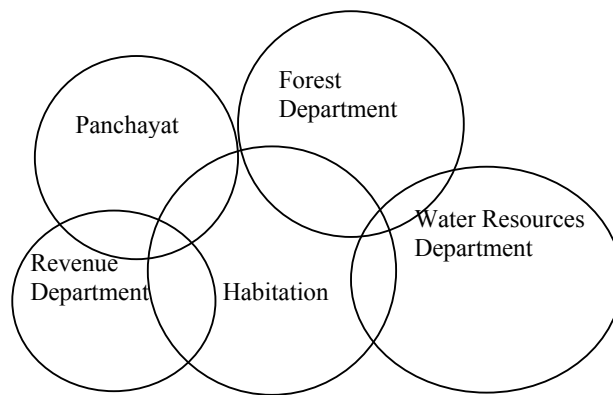 Forest
Department
Panchayat
Water Resources
Department
Revenue
Department
Habitation